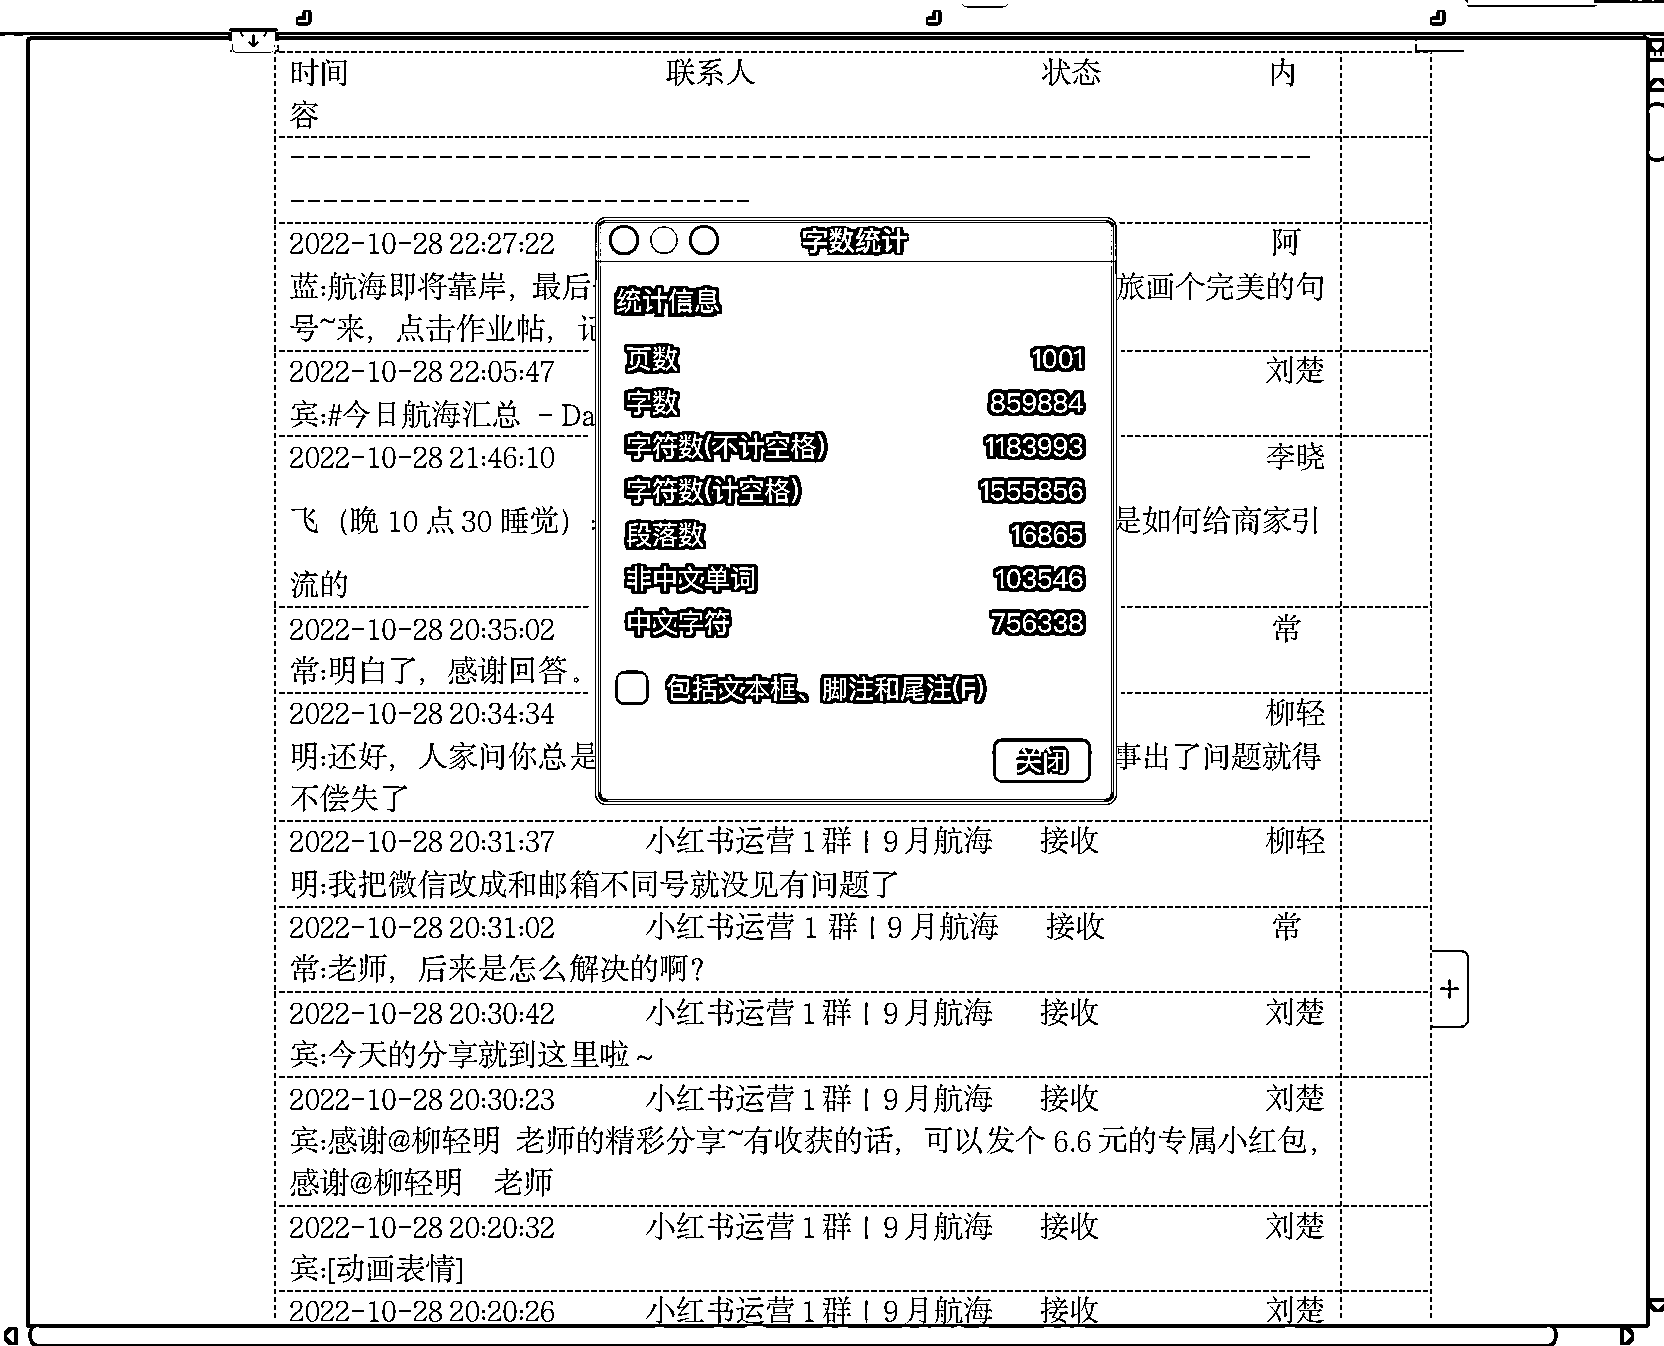 时间 联系人 状态 内
容
--------------------------------------------------------------
----------------------------
2022-10-28 22:27:22 阿
蓝:航海即将靠岸，最后 旅画个完美的句
号~来，点击作业帖，
2022-10-28 22:05:47 刘楚
宾:#今日航海汇总 -Da
2022-10-28 21:46:10 李晓
飞（晚 10 点 30 睡觉）: 是如何给商家引
流的
2022-10-28 20:35:02 常
常:明白了，感谢回答。
2022-10-28 20:34:34 柳轻
明:还好，人家问你总是 事出了问题就得
不偿失了
2022-10-28 20:31:37 小红书运营 1 群丨9 月航海 接收 柳轻
明:我把微信改成和邮箱不同号就没见有问题了
2022-10-28 20:31:02 小红书运营 1 群丨9 月航海 接收 常
常:老师，后来是怎么解决的啊?
2022-10-28 20:30:42 小红书运营 1 群丨9 月航海 接收 刘楚
宾:今天的分享就到这里啦～
2022-10-28 20:30:23 小红书运营 1 群丨9 月航海 接收 刘楚
宾:感谢@柳轻明 老师的精彩分享~有收获的话，可以发个 6.6 元的专属小红包，
感谢@柳轻明 老师
2022-10-28 20:20:32 小红书运营 1 群丨9 月航海 接收 刘楚
宾:[动画表情]
2022-10-28 20:20:26 小红书运营 1 群丨9 月航海 接收 刘楚
字数统计
统计信息
页数 1001
字数 859884
字符数(不计空格) 1183993
字符数(计空格) 1555856
段落数 16865
非中文单词 103546
中文字符 756338
包括文本框、脚注和尾注(F)
关闭